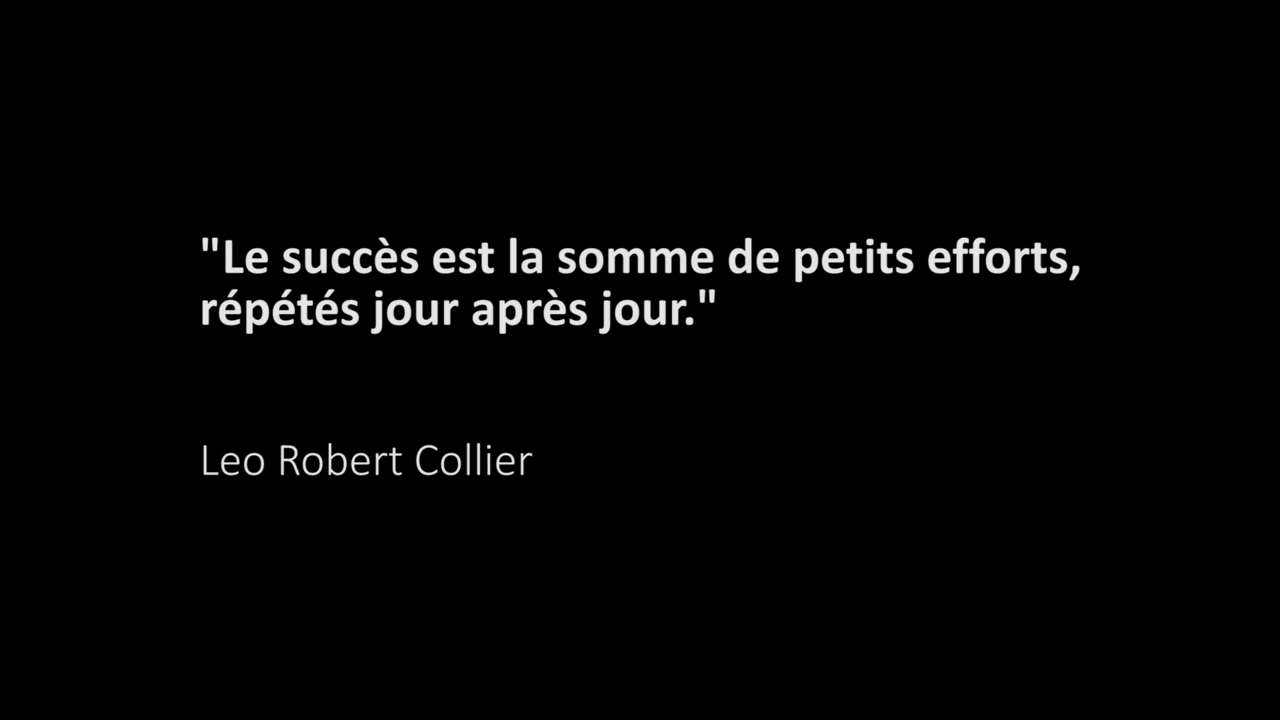 "Le succès est la somme de petits efforts,
répétés jour après jour."
Leo Robert Collier